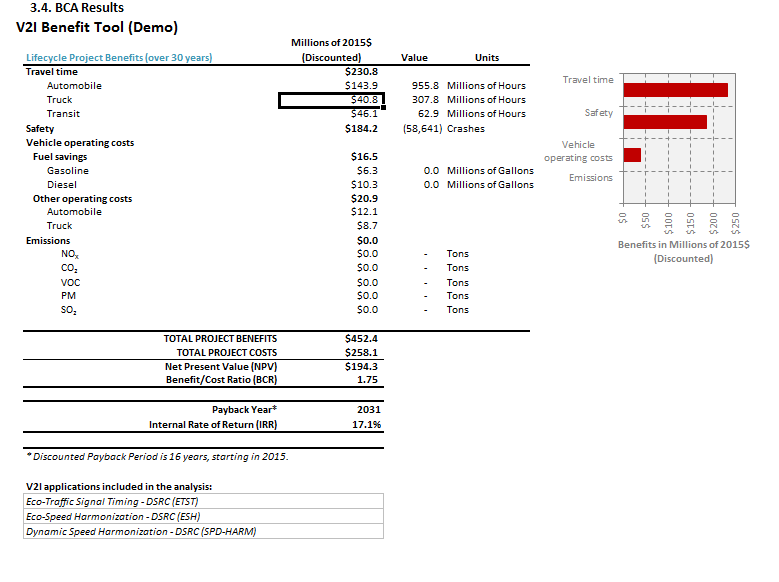 3.4. BCA Results
V2I Benefit Tool (Demo)
Millions of 2015$
Lifecycle Project Benefits (over 30 years) (Discounted) Value Units
Travel time $230.8
Automobile $143.9 955.8 Millions of Hours
Truck $40.8 307.8 Millions of Hours
Transit $46.1 62.9 Millions of Hours
Safety $184.2 (58,641) Crashes
Vehicle operating costs
Fuel savings $16.5
Gasoline $6.3 0.0 Millions of Gallons
Diesel $10.3 0.0 Millions of Gallons
Other operating costs $20.9
Automobile $12.1
Truck $8.7
Emissions $0.0
NOₓ $0.0 - Tons
CO₂ $0.0 - Tons
VOC $0.0 - Tons
PM $0.0 - Tons
SO₂ $0.0 - Tons
TOTAL PROJECT BENEFITS $452.4
TOTAL PROJECT COSTS $258.1
Net Present Value (NPV) $194.3
Benefit/Cost Ratio (BCR) 1.75
Payback Year* 2031
Internal Rate of Return (IRR) 17.1%
* Discounted Payback Period is 16 years, starting in 2015.
V2I applications included in the analysis:
Eco-Traffic Signal Timing - DSRC (ETST)
Eco-Speed Harmonization - DSRC (ESH)
Dynamic Speed Harmonization - DSRC (SPD-HARM)
Travel time
Safety
Vehicle
operating costs
Emissions
$0 $50 $100 $150 $200 $250
Benefits in Millions of 2015$
(Discounted)